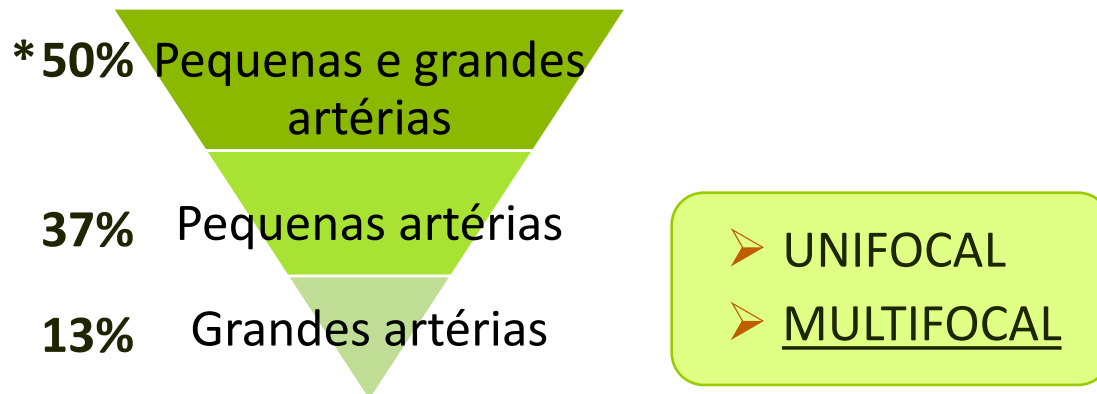 *50% Pequenas e grandes
artérias
37% Pequenas artérias
13% Grandes artérias
➢ UNIFOCAL
➢ MULTIFOCAL